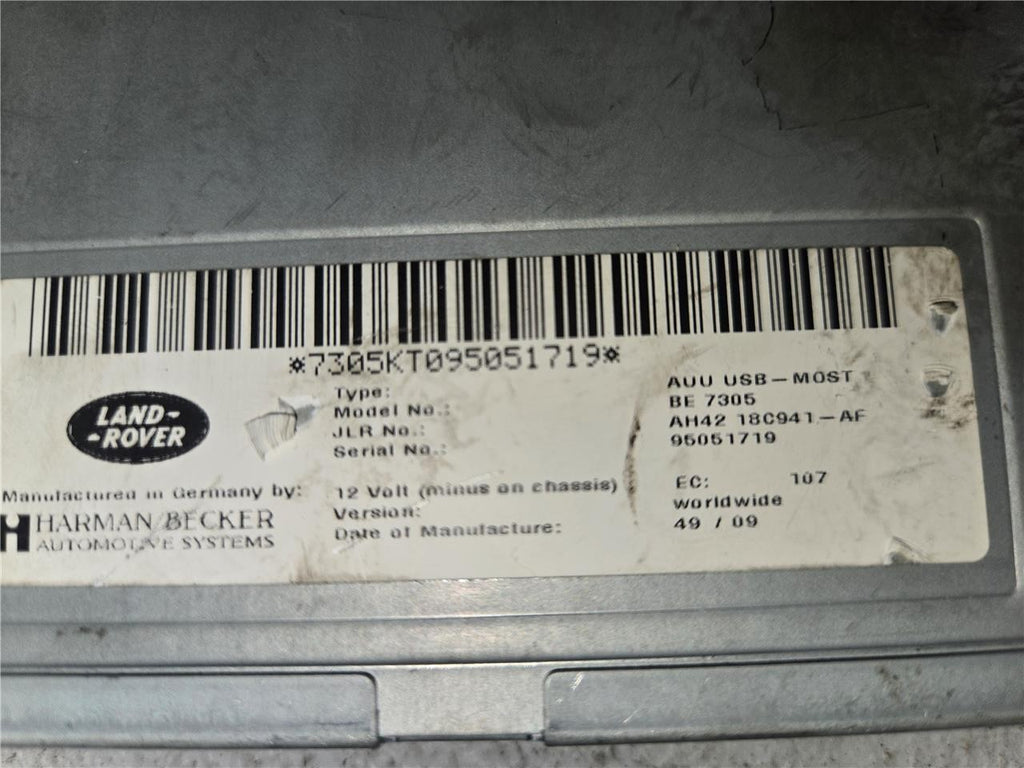 *7305KT095051719*
LAND-
-ROVER
Type: AUU USB-MOST
Model No.: BE 7305
JLR No.: AH42 18C941-AF
Serial No.: 95051719
Manufactured in Germany by:
HARMAN/BECKER
AUTOMOTIVE SYSTEMS
12 Volt (minus on chassis) EC: 107
Version: worldwide
Date of Manufacture: 49 / 09